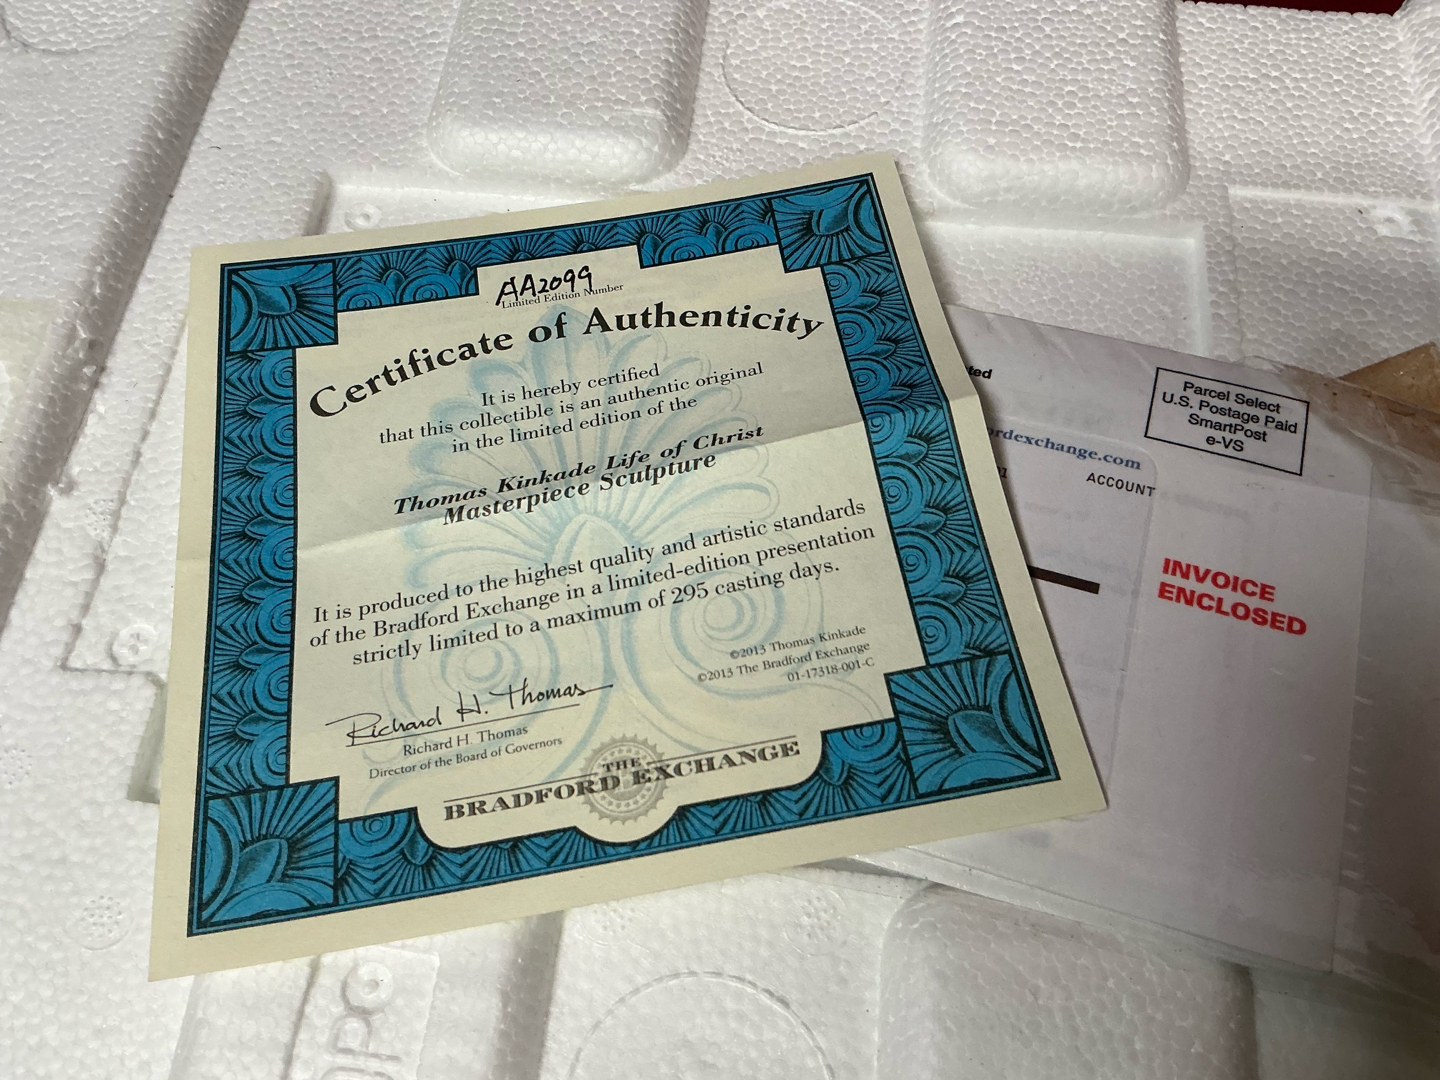 AA2099
Limited Edition Number
Certificate of Authenticity
It is hereby certified
that this collectible is an authentic original
in the limited edition of the
Thomas Kinkade Life of Christ
Masterpiece Sculpture
It is produced to the highest quality and artistic standards
of the Bradford Exchange in a limited-edition presentation
strictly limited to a maximum of 295 casting days.
©2013 Thomas Kinkade
©2013 The Bradford Exchange
01-17318-001-C
Richard H. Thomas
Richard H. Thomas
Director of the Board of Governors
THE
BRADFORD EXCHANGE
ted
Parcel Select
U.S. Postage Paid
SmartPost
e-VS
rdexchange.com
ACCOUNT
INVOICE
ENCLOSED